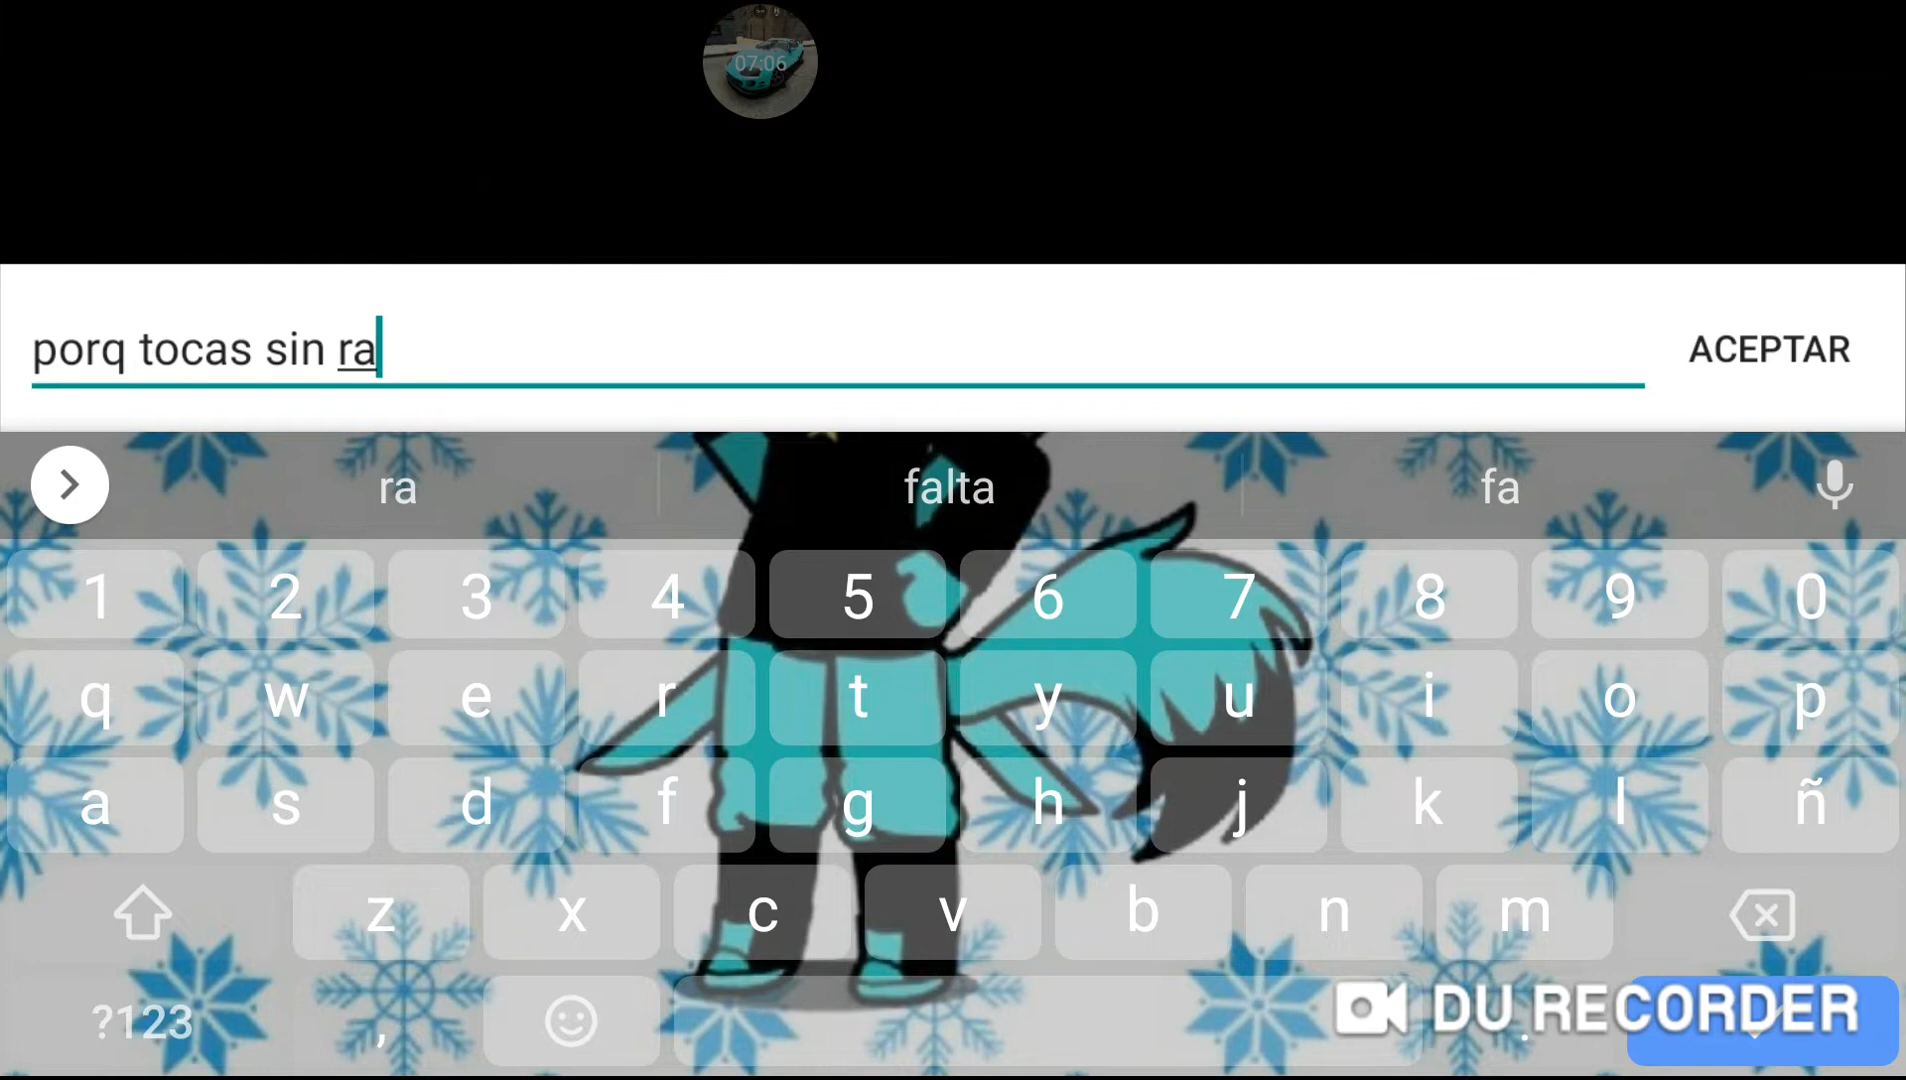 07:06
porq tocas sin ra
ACEPTAR
ra falta fa
1 2 3 4 5 6 7 8 9 0
q w e r t y u i o p
a s d f g h j k l ñ
z x c v b n m
?123 , .
DU RECORDER